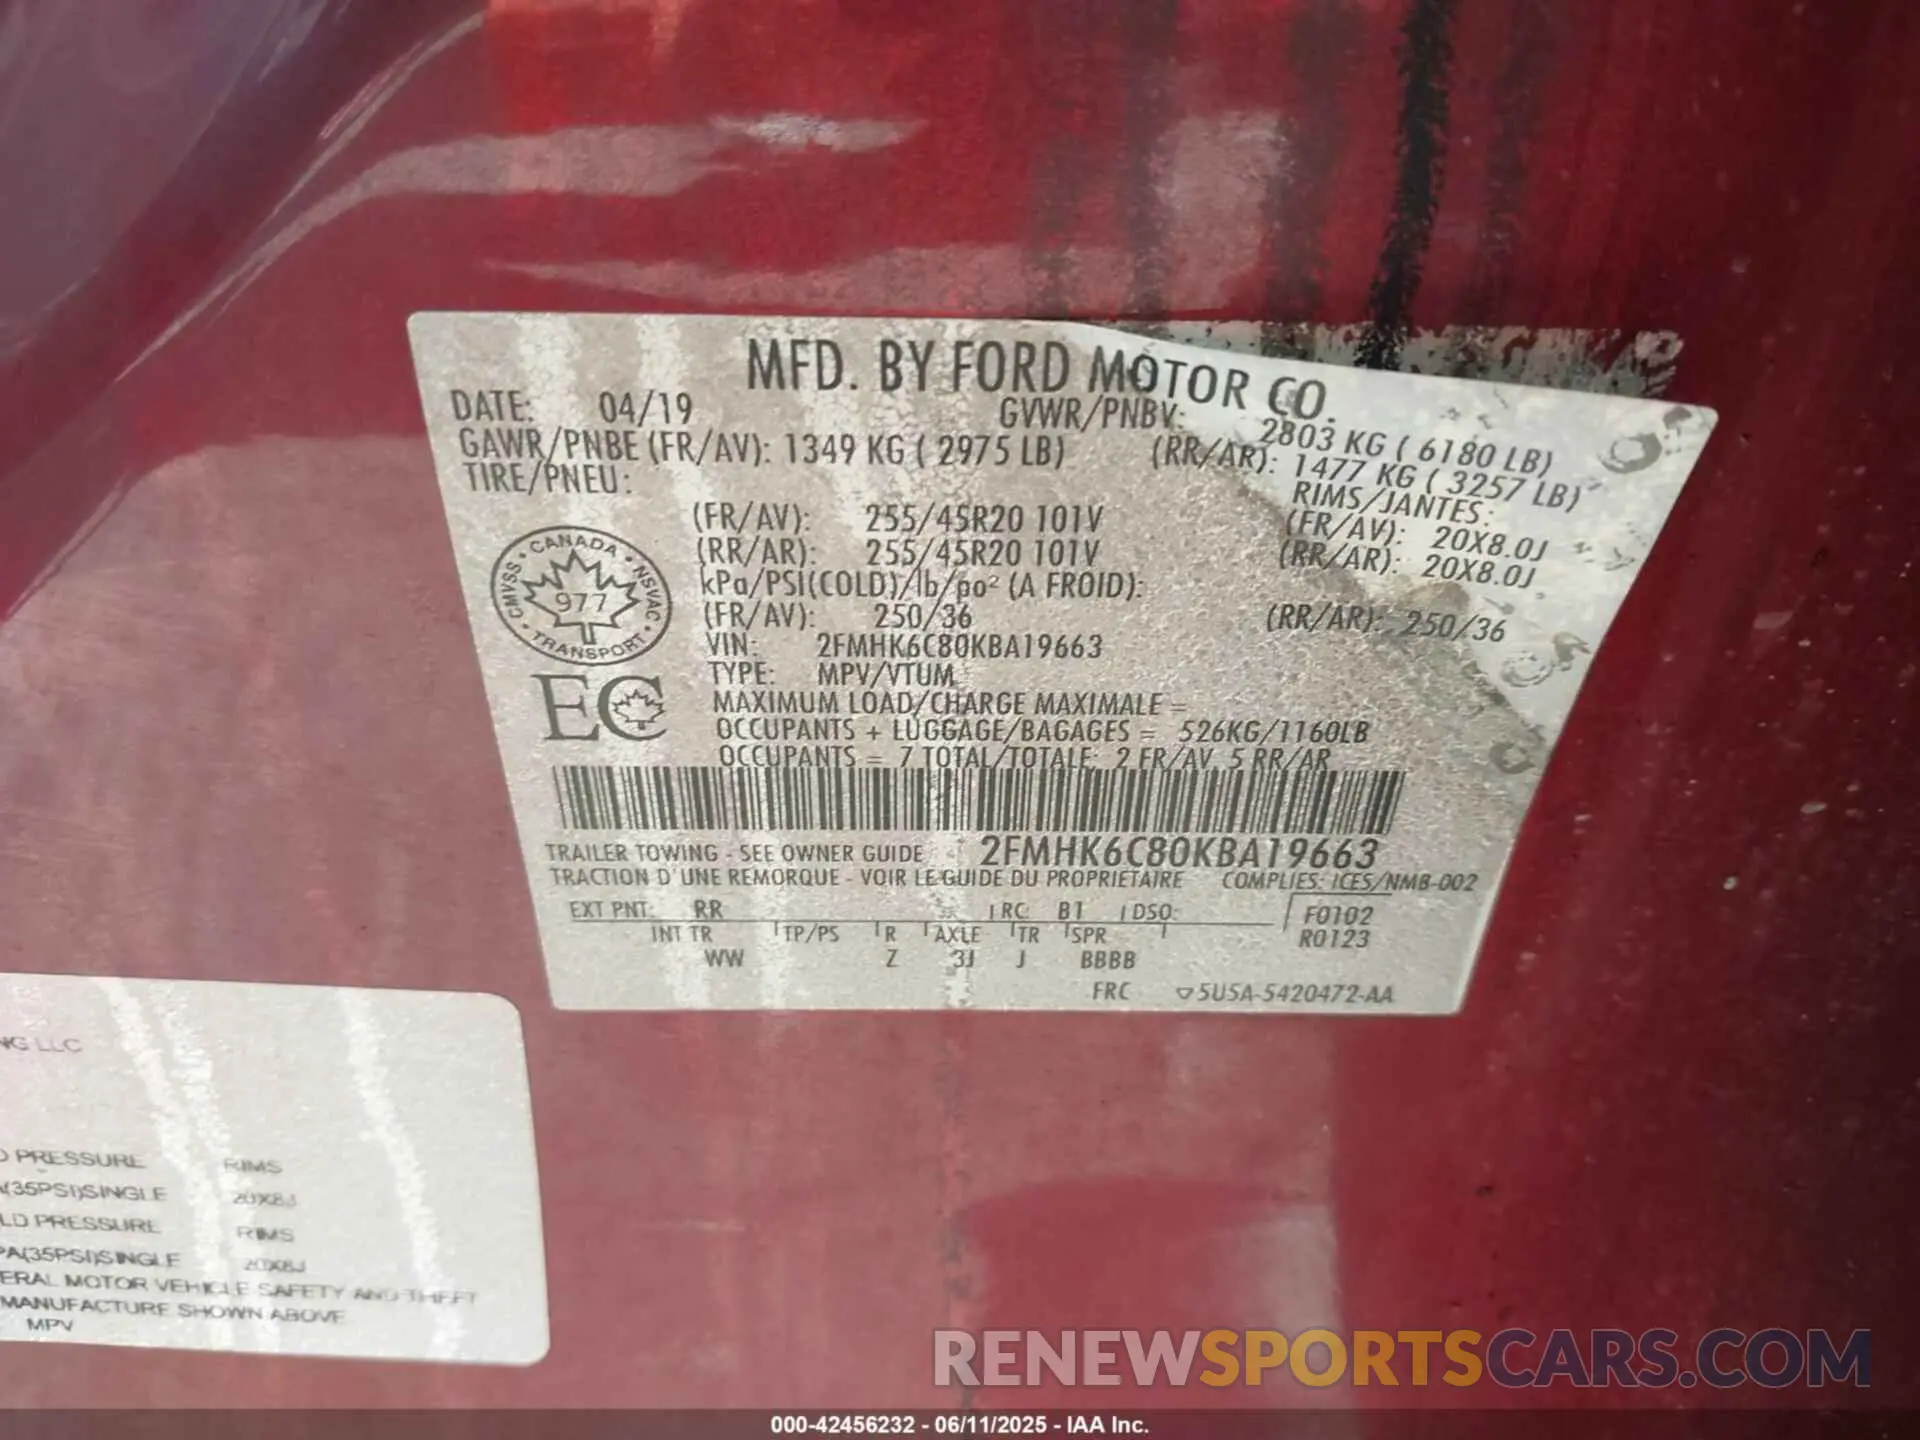 MFD. BY FORD MOTOR CO.
DATE: 04/19 GVWR/PNBV: 2803 KG ( 6180 LB)
GAWR/PNBE (FR/AV): 1349 KG ( 2975 LB) (RR/AR): 1477 KG ( 3257 LB)
TIRE/PNEU: RIMS/JANTES:
(FR/AV): 255/45R20 101V (FR/AV): 20X8.0J
(RR/AR): 255/45R20 101V (RR/AR): 20X8.0J
kPa/PSI(COLD)/lb/po² (A FROID):
(FR/AV): 250/36 (RR/AR): 250/36
VIN: 2FMHK6C80KBA19663
TYPE: MPV/VTUM
MAXIMUM LOAD/CHARGE MAXIMALE =
OCCUPANTS + LUGGAGE/BAGAGES = 526KG/1160LB
OCCUPANTS = 7 TOTAL/TOTALE: 2 FR/AV 5 RR/AR
CANADA
CMVSS NSVAC
977
TRANSPORT
EC
TRAILER TOWING - SEE OWNER GUIDE 2FMHK6C80KBA19663
TRACTION D'UNE REMORQUE - VOIR LE GUIDE DU PROPRIETAIRE COMPLIES: ICES/NMB-002
EXT PNT: RR RC: B1 DSO: F0102
INT TR TP/PS R AXLE TR SPR R0123
WW Z 3J J BBBB
FRC 5U5A-5420472-AA
NG LLC
D PRESSURE RIMS
(35PSI)SINGLE 20X8J
LD PRESSURE RIMS
PA(35PSI)SINGLE 20X8J
ERAL MOTOR VEHICLE SAFETY AND THEFT
MANUFACTURE SHOWN ABOVE
MPV
RENEWSPORTSCARS.COM
000-42456232 - 06/11/2025 - IAA Inc.